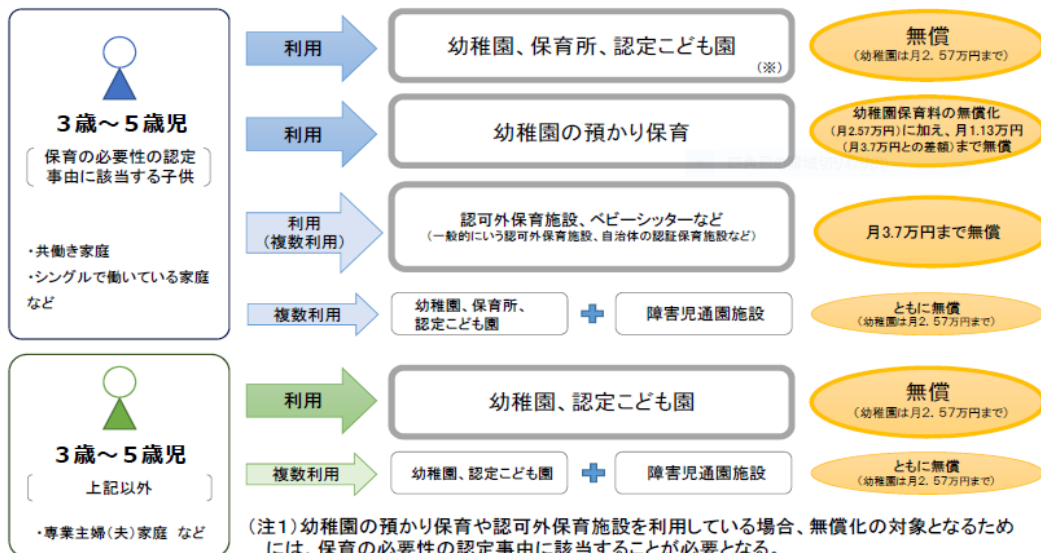 3歳~5歳児
保育の必要性の認定
事由に該当する子供
・共働き家庭
・シングルで働いている家庭
など
利用
幼稚園、保育所、認定こども園
(※)
無償
(幼稚園は月2.57万円まで)
利用
幼稚園の預かり保育
幼稚園保育料の無償化
(月2.57万円)に加え、月1.13万円
(月3.7万円との差額)まで無償
利用
(複数利用)
認可外保育施設、ベビーシッターなど
(一般的にいう認可外保育施設、自治体の認証保育施設など)
月3.7万円まで無償
複数利用
幼稚園、保育所、
認定こども園
障害児通園施設
ともに無償
(幼稚園は月2.57万円まで)
3歳~5歳児
上記以外
・専業主婦(夫)家庭 など
利用
幼稚園、認定こども園
無償
(幼稚園は月2.57万円まで)
複数利用
幼稚園、認定こども園
障害児通園施設
ともに無償
(幼稚園は月2.57万円まで)
(注1)幼稚園の預かり保育や認可外保育施設を利用している場合、無償化の対象となるため
には、保育の必要性の認定事由に該当することが必要となる。